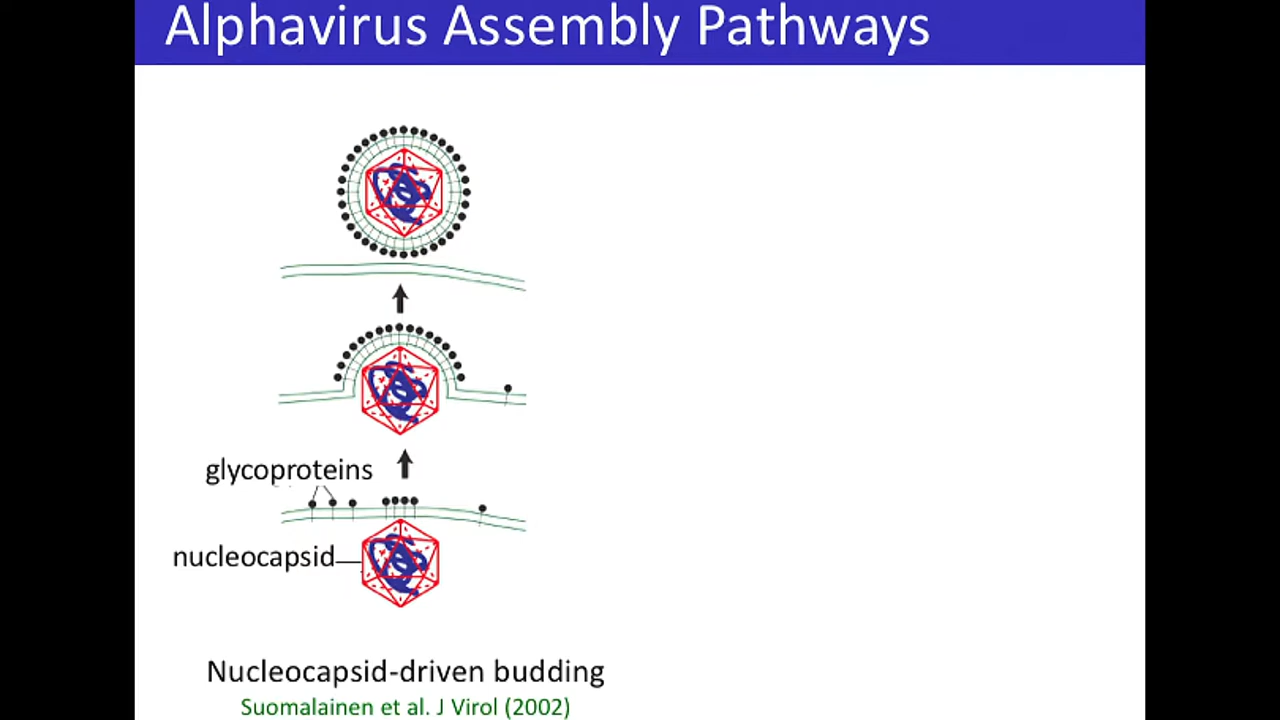 Alphavirus Assembly Pathways
glycoproteins
nucleocapsid
Nucleocapsid-driven budding
Suomalainen et al. J Virol (2002)